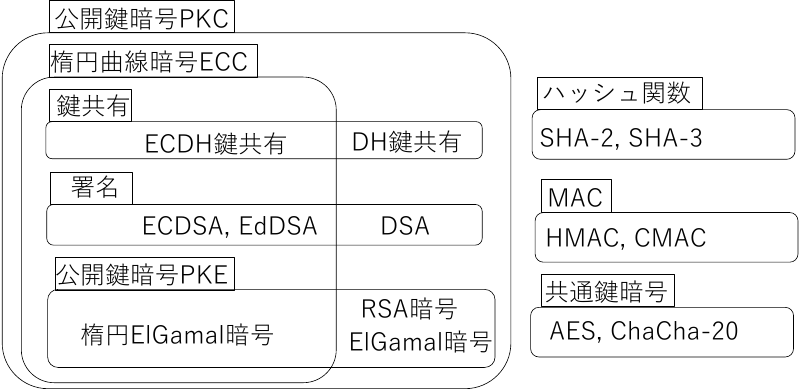 公開鍵暗号PKC
楕円曲線暗号ECC
鍵共有
ECDH鍵共有 DH鍵共有
署名
ECDSA, EdDSA DSA
公開鍵暗号PKE
楕円ElGamal暗号
RSA暗号
ElGamal暗号
ハッシュ関数
SHA-2, SHA-3
MAC
HMAC, CMAC
共通鍵暗号
AES, ChaCha-20